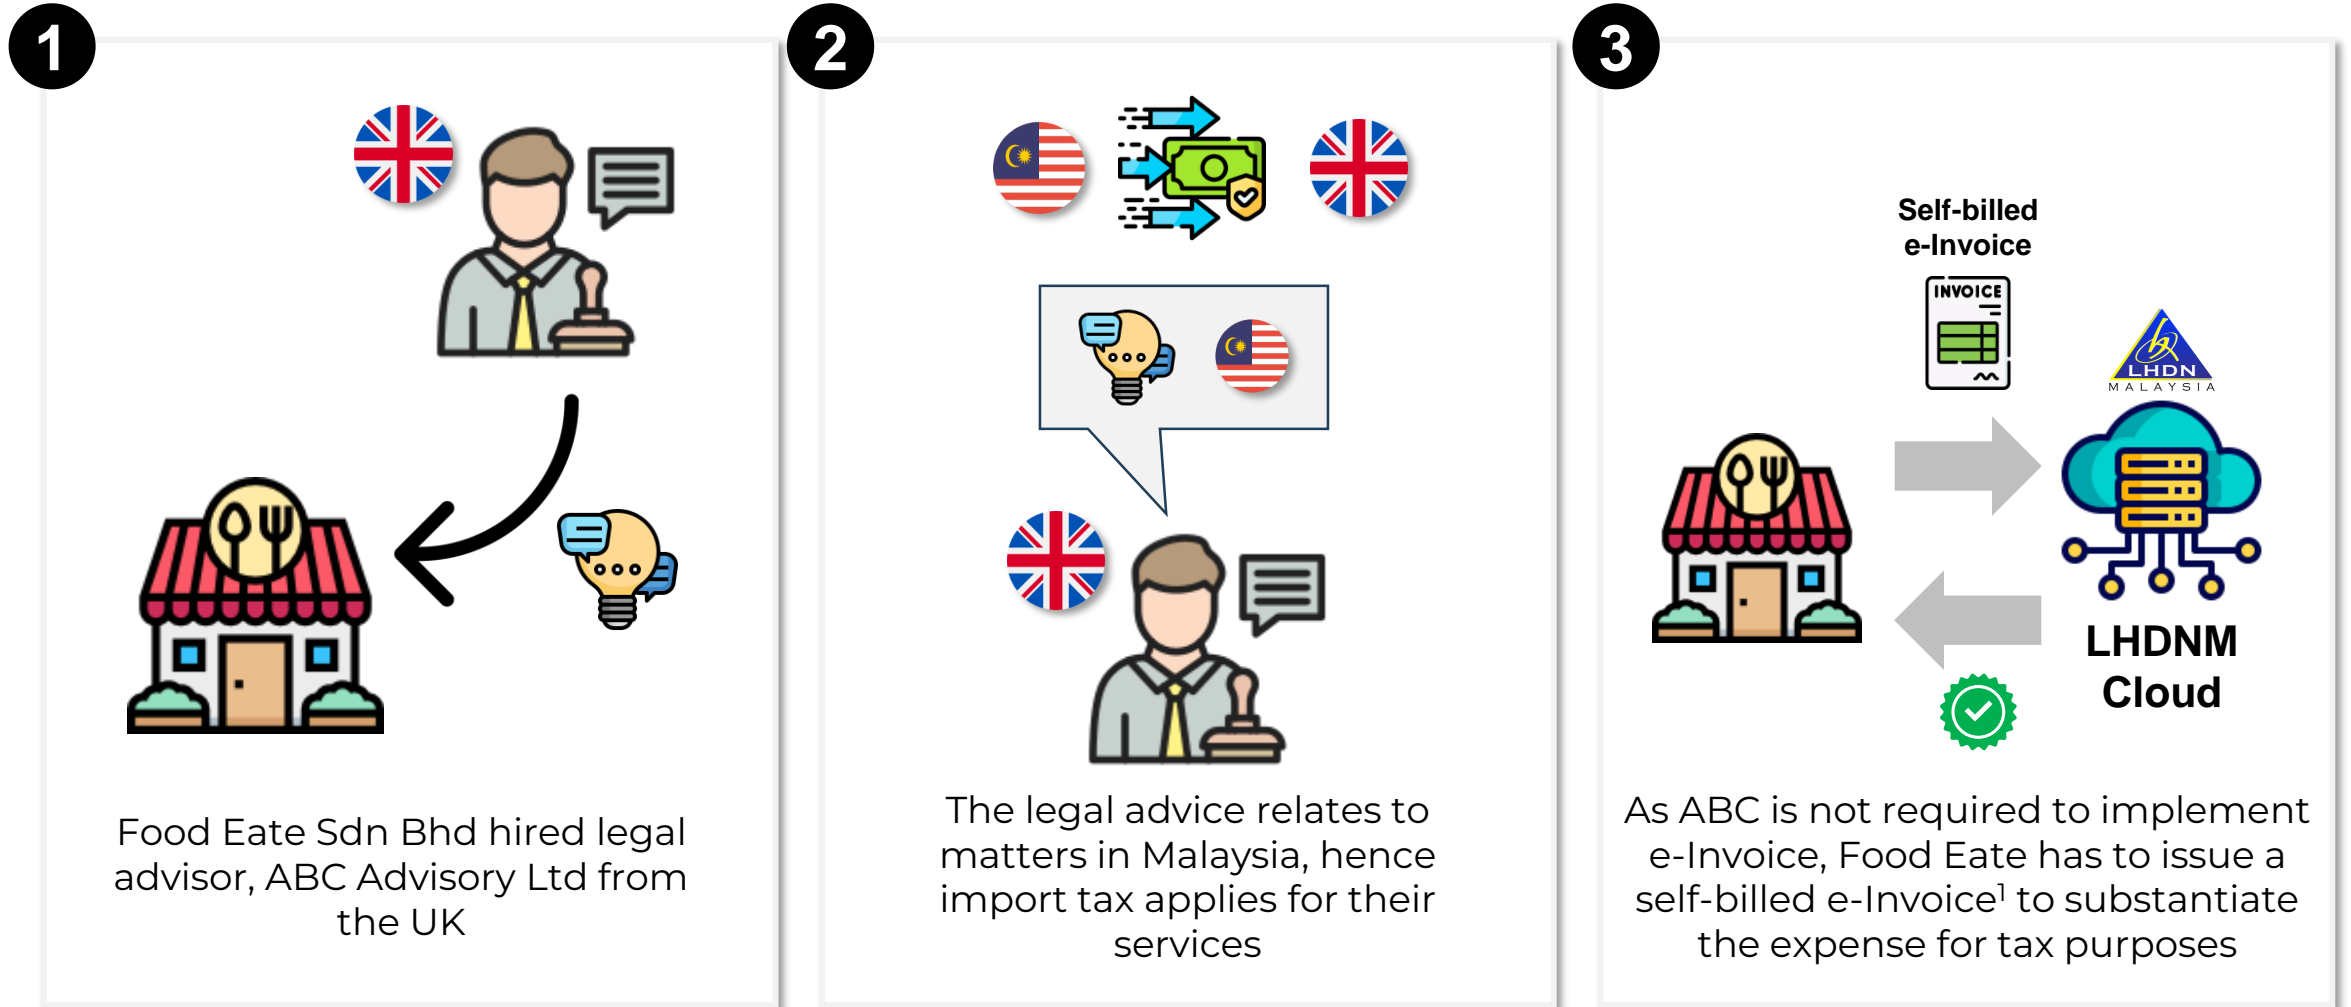 1
Food Eate Sdn Bhd hired legal
advisor, ABC Advisory Ltd from
the UK
2
The legal advice relates to
matters in Malaysia, hence
import tax applies for their
services
3
Self-billed
e-Invoice
INVOICE
LHDN
MALAYSIA
LHDNM
Cloud
As ABC is not required to implement
e-Invoice, Food Eate has to issue a
self-billed e-Invoice¹ to substantiate
the expense for tax purposes